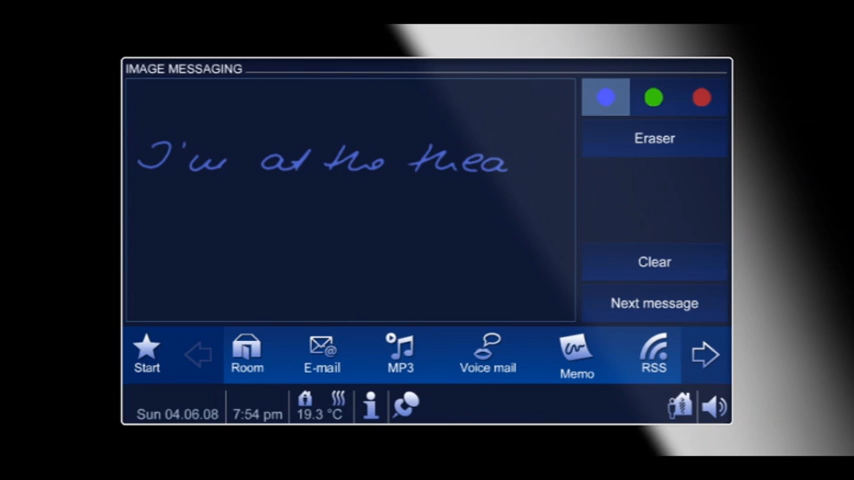 IMAGE MESSAGING
I'm at the thea
Eraser
Clear
Next message
Start
Room
E-mail
MP3
Voice mail
Memo
RSS
Sun 04.06.08
7:54 pm
19.3 °C